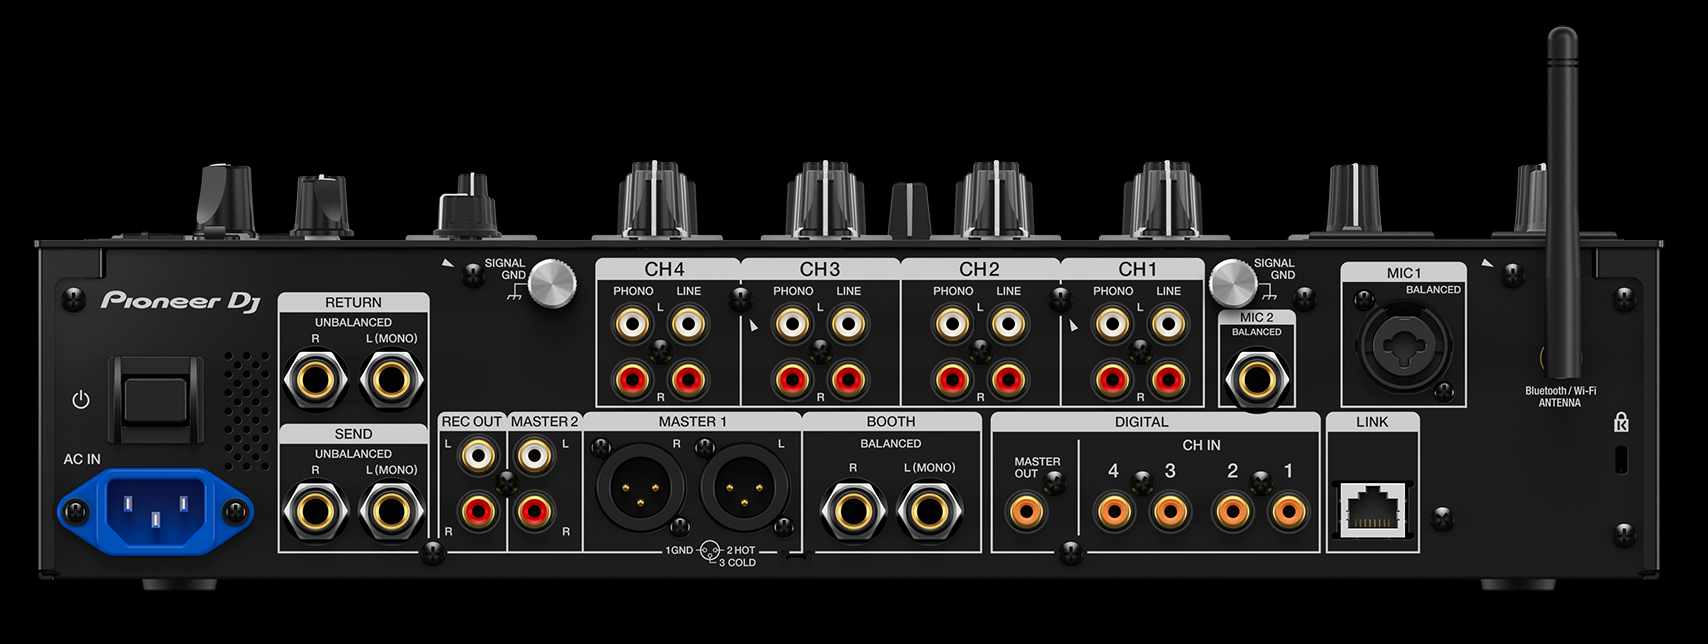 Pioneer Dj
AC IN
RETURN
UNBALANCED
R L (MONO)
SEND
UNBALANCED
R L (MONO)
SIGNAL
GND
CH4
PHONO LINE
L
R
CH3
PHONO LINE
L
R
CH2
PHONO LINE
L
R
CH1
PHONO LINE
L
R
SIGNAL
GND
MIC 2
BALANCED
MIC1
BALANCED
Bluetooth / Wi-Fi
ANTENNA
REC OUT
L
R
MASTER 2
L
R
MASTER 1
R L
1 GND 2 HOT
3 COLD
BOOTH
BALANCED
R L (MONO)
DIGITAL
MASTER
OUT
CH IN
4 3 2 1
LINK
K